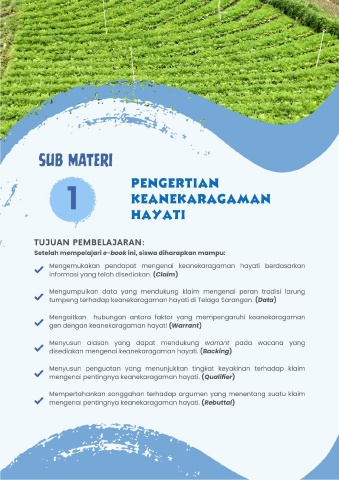 SUB MATERI
1
PENGERTIAN
KEANEKARAGAMAN
HAYATI
TUJUAN PEMBELAJARAN:
Setelah mempelajari e-book ini, siswa diharapkan mampu:
Mengemukakan pendapat mengenai keanekaragaman hayati berdasarkan
informasi yang telah disediakan. (Claim)
Mengumpulkan data yang mendukung klaim mengenai peran tradisi larung
tumpeng terhadap keanekaragaman hayati di Telaga Sarangan. (Data)
Mengaitkan hubungan antara faktor yang mempengaruhi keanekaragaman
gen dengan keanekaragaman hayati (Warrant)
Menyusun alasan yang dapat mendukung warrant pada wacana yang
disediakan mengenai keanekaragaman hayati. (Backing)
Menyusun penguatan yang menunjukkan tingkat keyakinan terhadap klaim
mengenai pentingnya keanekaragaman hayati. (Qualifier)
Mempertahankan sanggahan terhadap argumen yang menentang suatu klaim
mengenai pentingnya keanekaragaman hayati. (Rebuttal)